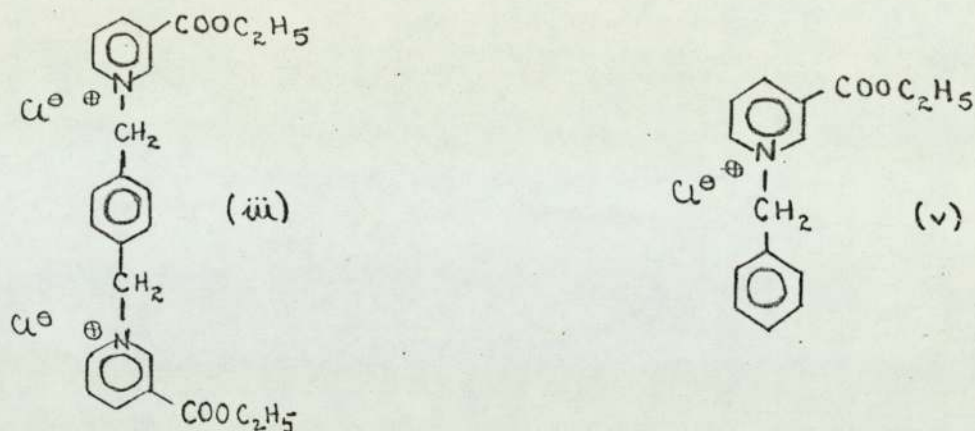 COOC₂H₅
N
⊕
Cl⊖
CH₂
(iii)
CH₂
Cl⊖
⊕
N
COOC₂H₅
COOC₂H₅
N
⊕
Cl⊖
CH₂
(v)